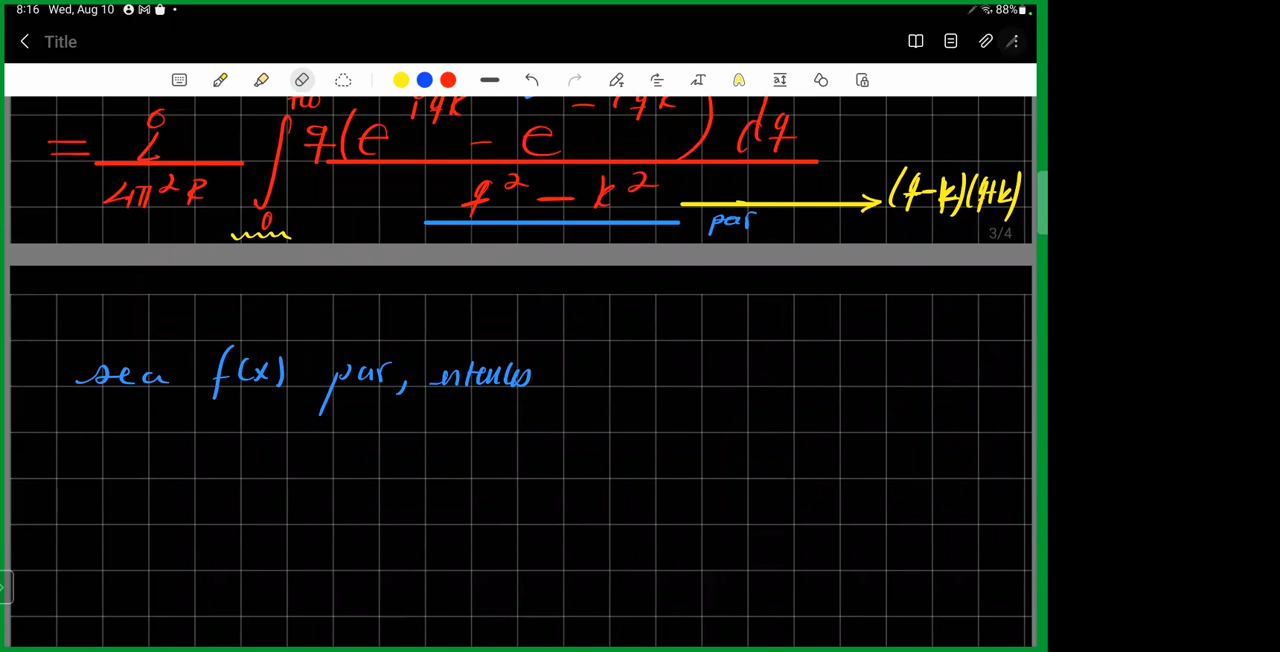 8:16 Wed, Aug 10
88%
Title
= i/4π²R ∫₀^+∞ q(e^iqR - e^-iqR) dq / q² - k² → (q-k)(q+k)
par
3/4
sea f(x) par, entonces